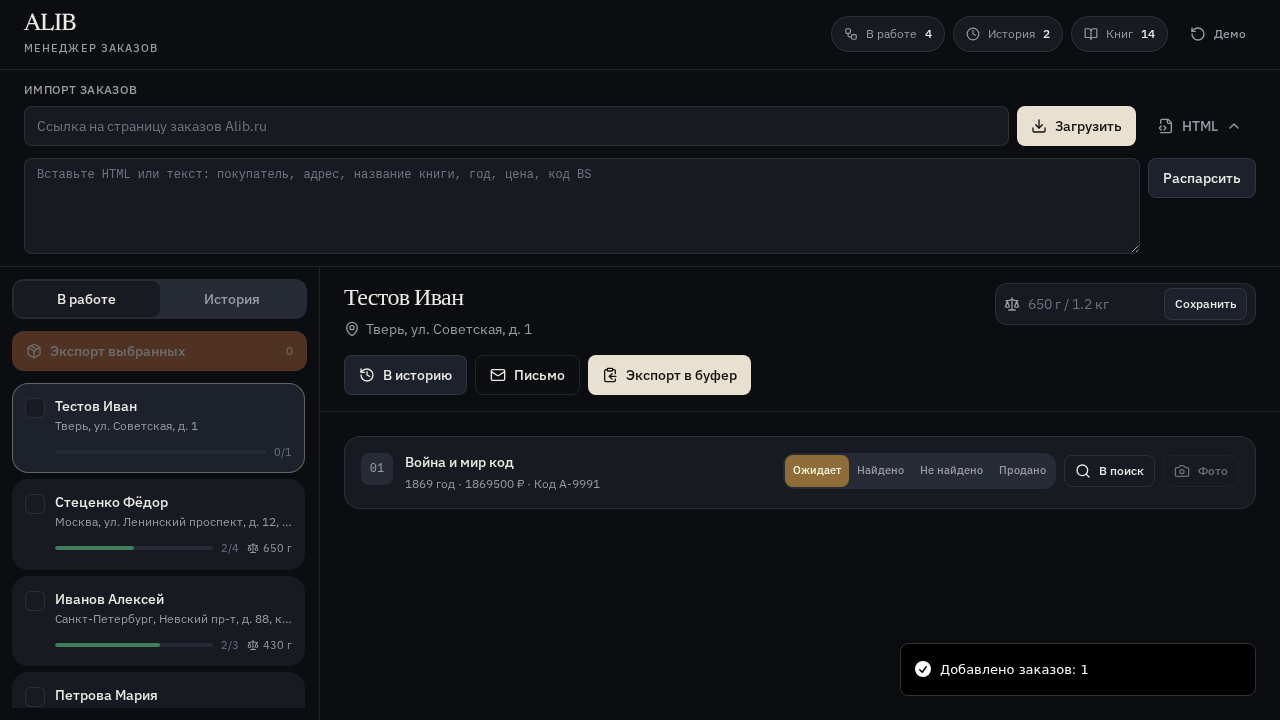 ALIB
МЕНЕДЖЕР ЗАКАЗОВ
В работе 4
История 2
Книг 14
Демо
ИМПОРТ ЗАКАЗОВ
Ссылка на страницу заказов Alib.ru
Загрузить
HTML
Вставьте HTML или текст: покупатель, адрес, название книги, год, цена, код BS
Распарсить
В работе
История
Экспорт выбранных 0
Тестов Иван
Тверь, ул. Советская, д. 1
0/1
Стеценко Фёдор
Москва, ул. Ленинский проспект, д. 12, ...
2/4 650 г
Иванов Алексей
Санкт-Петербург, Невский пр-т, д. 88, к...
2/3 430 г
Петрова Мария
Тестов Иван
Тверь, ул. Советская, д. 1
650 г / 1.2 кг
Сохранить
В историю
Письмо
Экспорт в буфер
01
Война и мир код
1869 год · 1869500 ₽ · Код А-9991
Ожидает
Найдено
Не найдено
Продано
В поиск
Фото
Добавлено заказов: 1